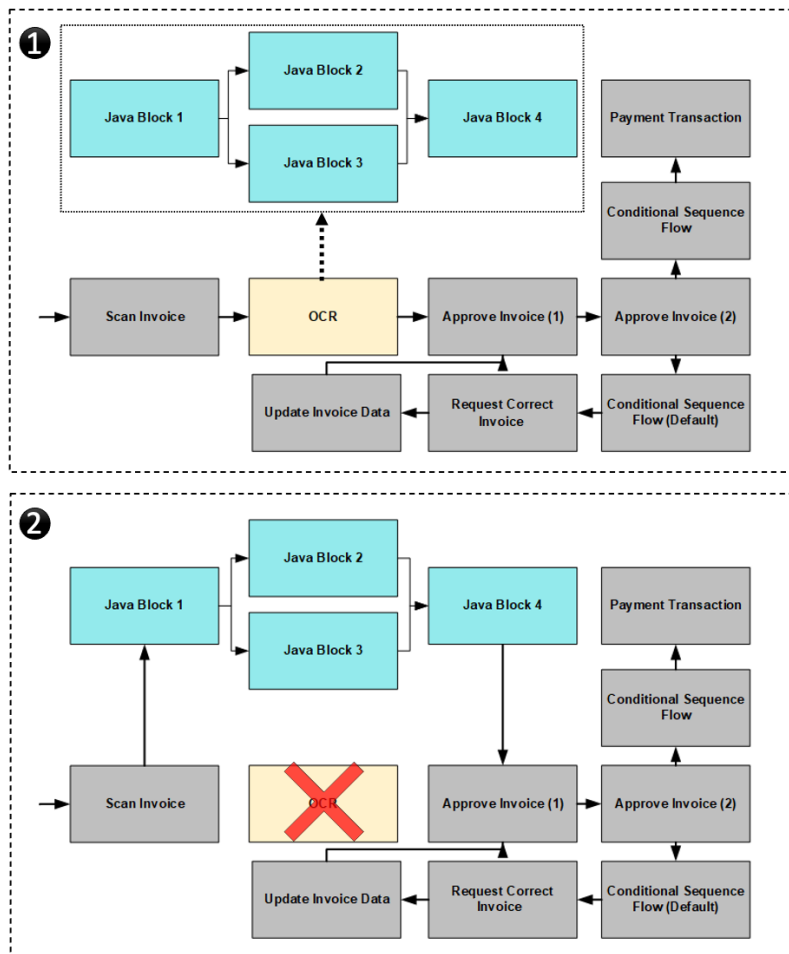 1
Java Block 2
Java Block 1
Java Block 4
Payment Transaction
Java Block 3
Conditional Sequence
Flow
Scan Invoice
OCR
Approve Invoice (1)
Approve Invoice (2)
Update Invoice Data
Request Correct
Invoice
Conditional Sequence
Flow (Default)
2
Java Block 2
Java Block 1
Java Block 4
Payment Transaction
Java Block 3
Conditional Sequence
Flow
Scan Invoice
OCR
Approve Invoice (1)
Approve Invoice (2)
Update Invoice Data
Request Correct
Invoice
Conditional Sequence
Flow (Default)